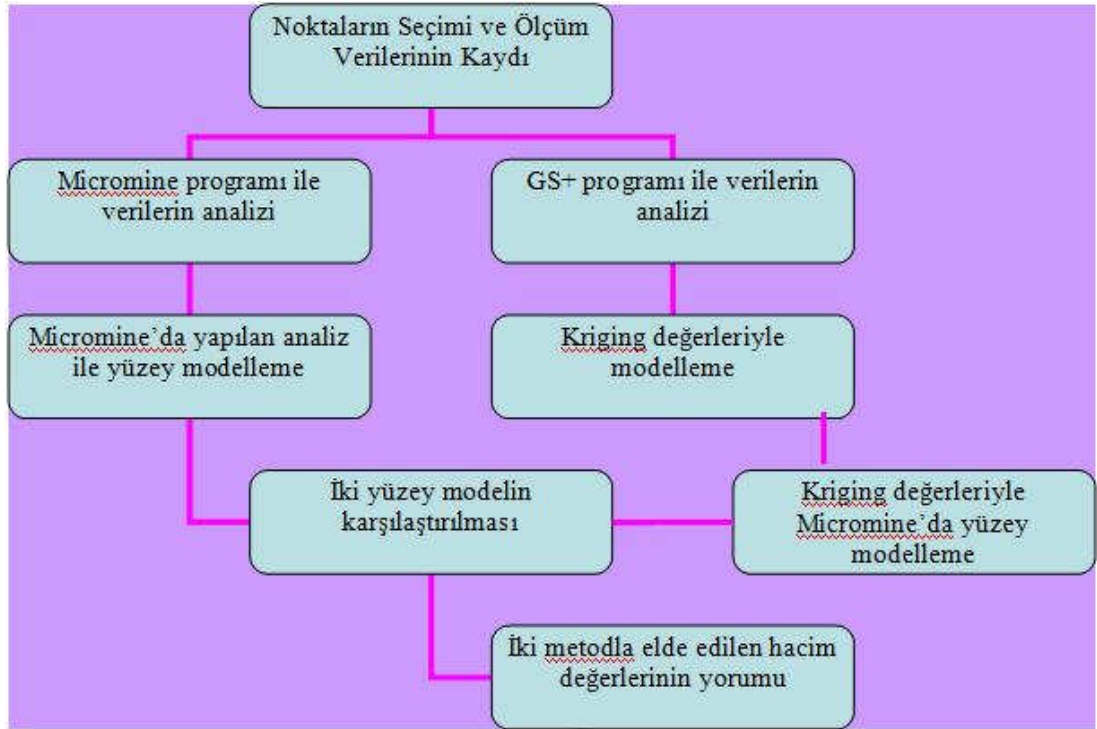 Noktaların Seçimi ve Ölçüm
Verilerinin Kaydı
Micromine programı ile
verilerin analizi
GS+ programı ile verilerin
analizi
Micromine’da yapılan analiz
ile yüzey modelleme
Kriging değerleriyle
modelleme
İki yüzey modelin
karşılaştırılması
Kriging değerleriyle
Micromine’da yüzey
modelleme
İki metodla elde edilen hacim
değerlerinin yorumu